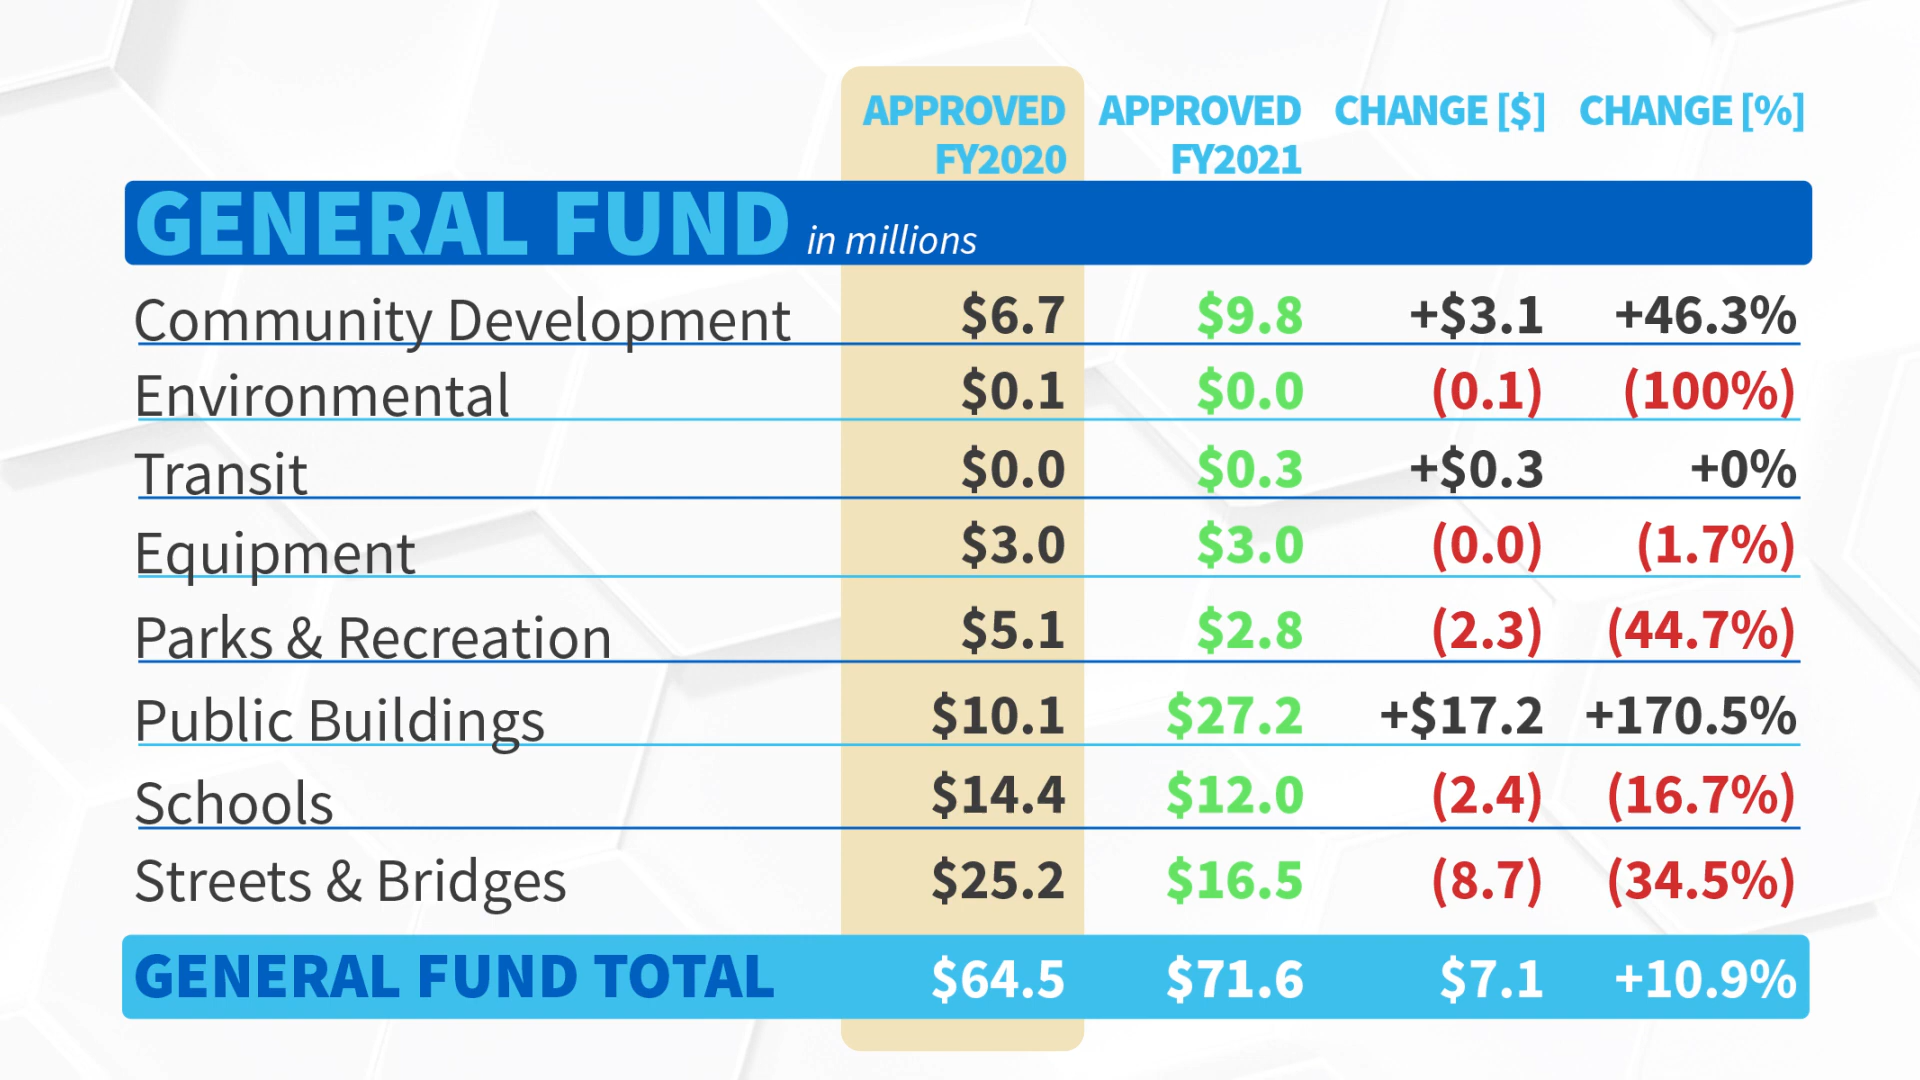 APPROVED FY2020 APPROVED FY2021 CHANGE [$] CHANGE [%]
GENERAL FUND in millions
Community Development $6.7 $9.8 +$3.1 +46.3%
Environmental $0.1 $0.0 (0.1) (100%)
Transit $0.0 $0.3 +$0.3 +0%
Equipment $3.0 $3.0 (0.0) (1.7%)
Parks & Recreation $5.1 $2.8 (2.3) (44.7%)
Public Buildings $10.1 $27.2 +$17.2 +170.5%
Schools $14.4 $12.0 (2.4) (16.7%)
Streets & Bridges $25.2 $16.5 (8.7) (34.5%)
GENERAL FUND TOTAL $64.5 $71.6 $7.1 +10.9%